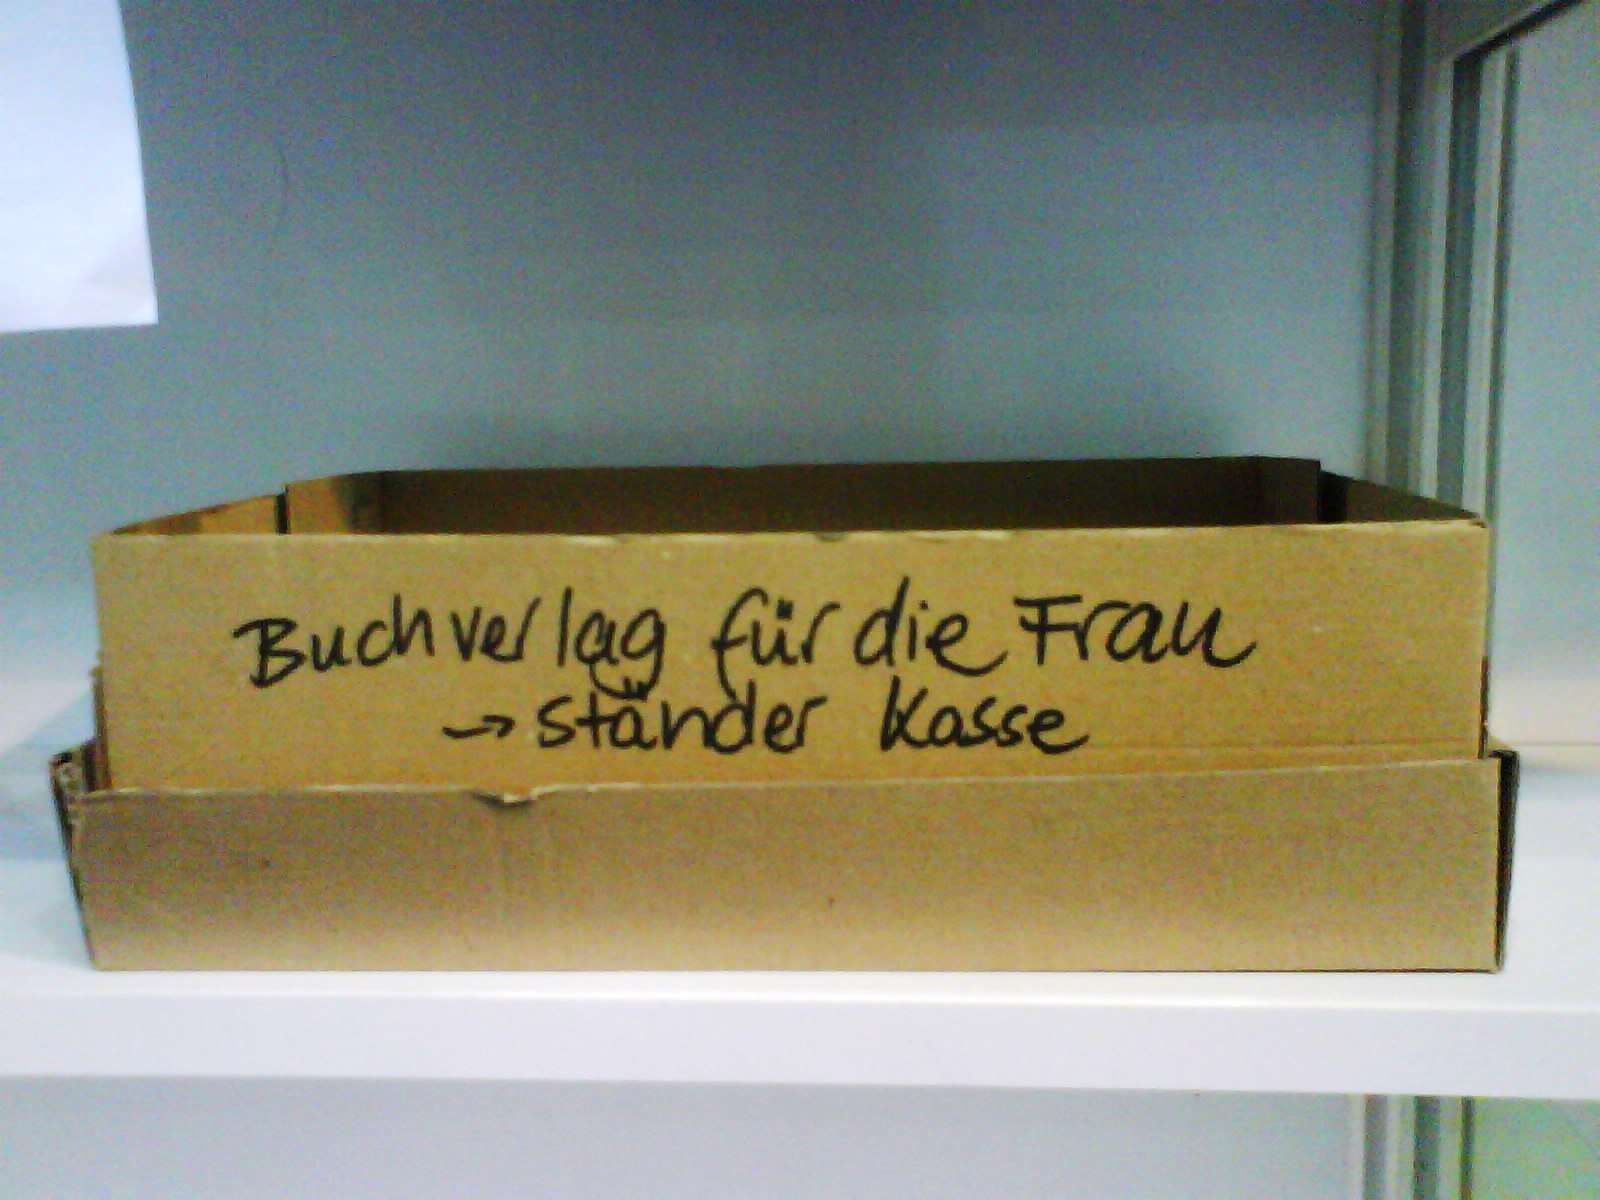 Buchverlag für die Frau
→ Ständer Kasse